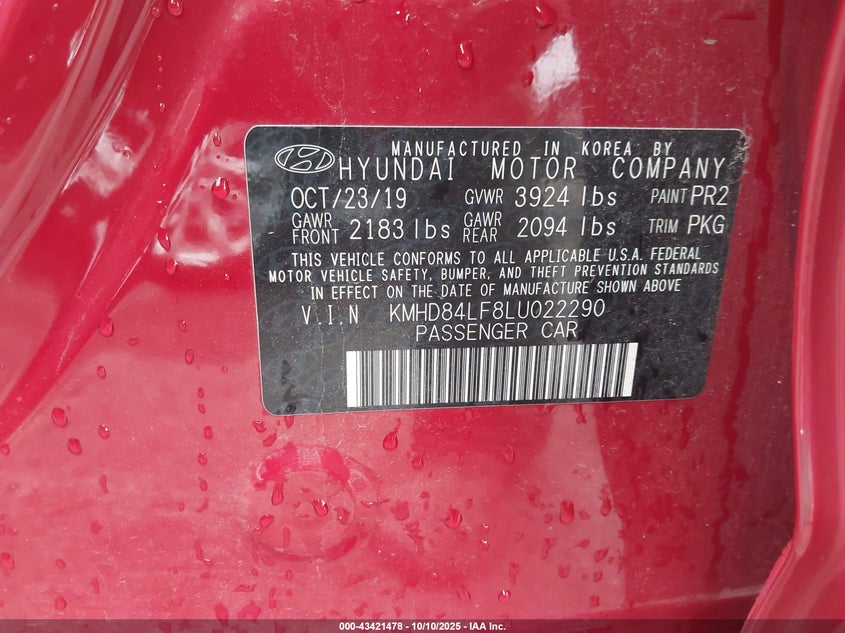 MANUFACTURED IN KOREA BY
HYUNDAI MOTOR COMPANY
OCT/23/19 GVWR 3924 lbs PAINT PR2
GAWR FRONT 2183 lbs GAWR REAR 2094 lbs TRIM PKG
THIS VEHICLE CONFORMS TO ALL APPLICABLE U.S.A. FEDERAL
MOTOR VEHICLE SAFETY, BUMPER, AND THEFT PREVENTION STANDARDS
IN EFFECT ON THE DATE OF MANUFACTURE SHOWN ABOVE
V.I.N KMHD84LF8LU022290
PASSENGER CAR
000-43421478 - 10/10/2025 - IAA Inc.